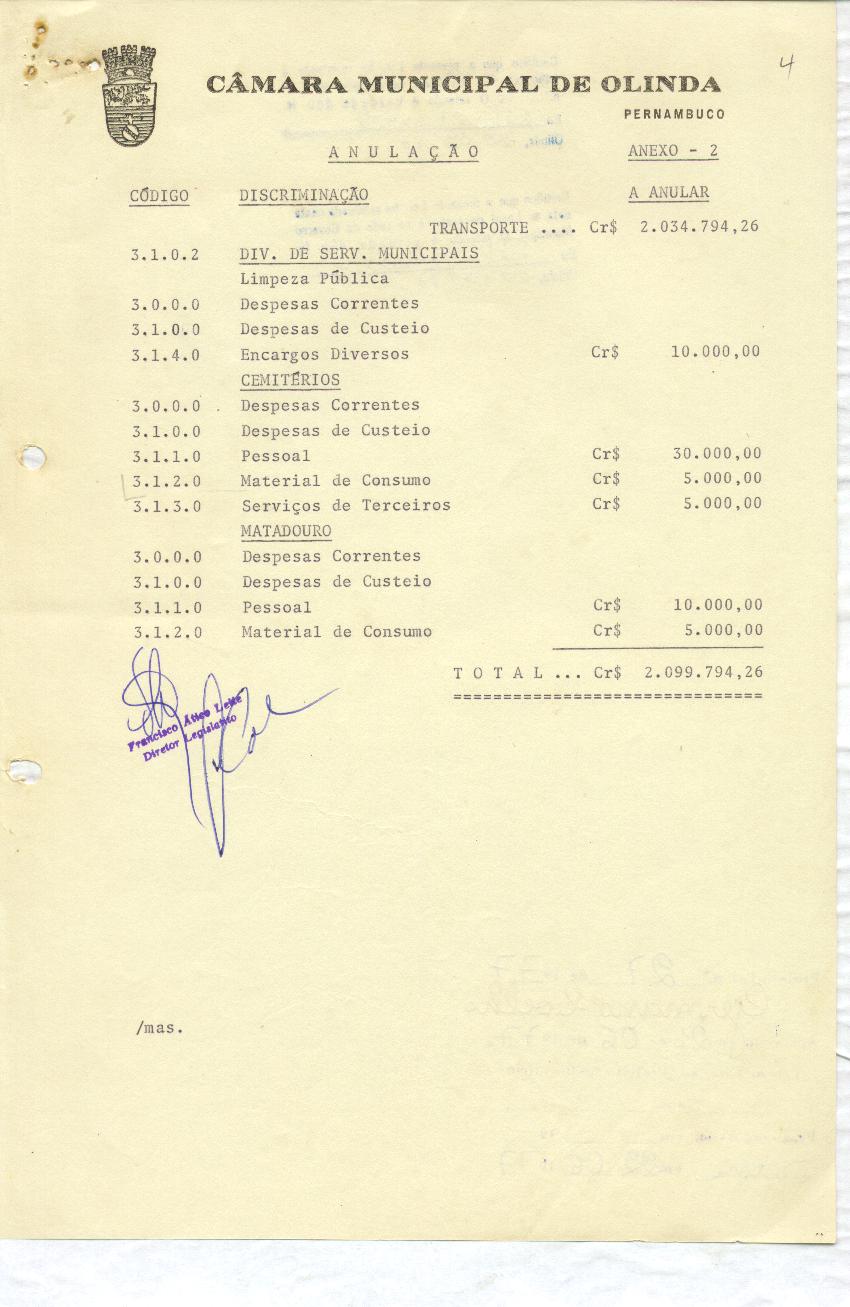 4
CÂMARA MUNICIPAL DE OLINDA
PERNAMBUCO
A N U L A Ç Ã O ANEXO - 2
CÓDIGO DISCRIMINAÇÃO A ANULAR
TRANSPORTE .... Cr$ 2.034.794,26
3.1.0.2 DIV. DE SERV. MUNICIPAIS
Limpeza Pública
3.0.0.0 Despesas Correntes
3.1.0.0 Despesas de Custeio
3.1.4.0 Encargos Diversos Cr$ 10.000,00
CEMITÉRIOS
3.0.0.0 Despesas Correntes
3.1.0.0 Despesas de Custeio
3.1.1.0 Pessoal Cr$ 30.000,00
3.1.2.0 Material de Consumo Cr$ 5.000,00
3.1.3.0 Serviços de Terceiros Cr$ 5.000,00
MATADOURO
3.0.0.0 Despesas Correntes
3.1.0.0 Despesas de Custeio
3.1.1.0 Pessoal Cr$ 10.000,00
3.1.2.0 Material de Consumo Cr$ 5.000,00
T O T A L ... Cr$ 2.099.794,26
Francisco Ático Leite
Diretor Legislativo
/mas.